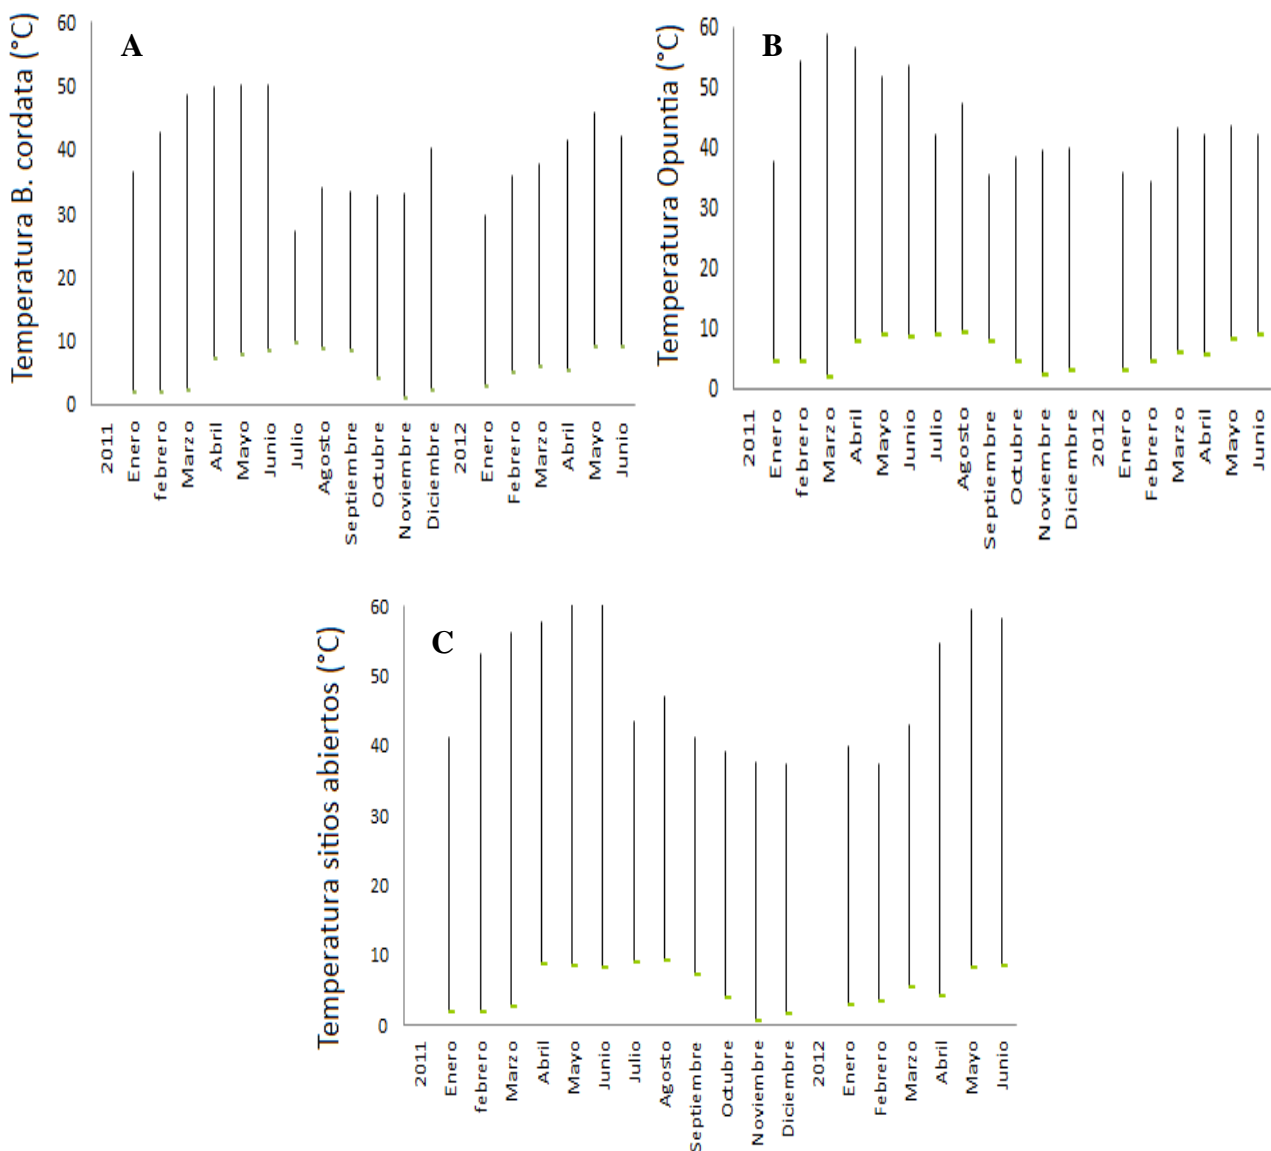 A
Temperatura B. cordata (°C)
60
50
40
30
20
10
0
2011
Enero
febrero
Marzo
Abril
Mayo
Junio
Julio
Agosto
Septiembre
Octubre
Noviembre
Diciembre
2012
Enero
Febrero
Marzo
Abril
Mayo
Junio
B
Temperatura Opuntia (°C)
60
50
40
30
20
10
0
2011
Enero
febrero
Marzo
Abril
Mayo
Junio
Julio
Agosto
Septiembre
Octubre
Noviembre
Diciembre
2012
Enero
Febrero
Marzo
Abril
Mayo
Junio
C
Temperatura sitios abiertos (°C)
60
50
40
30
20
10
0
2011
Enero
febrero
Marzo
Abril
Mayo
Junio
Julio
Agosto
Septiembre
Octubre
Noviembre
Diciembre
2012
Enero
Febrero
Marzo
Abril
Mayo
Junio